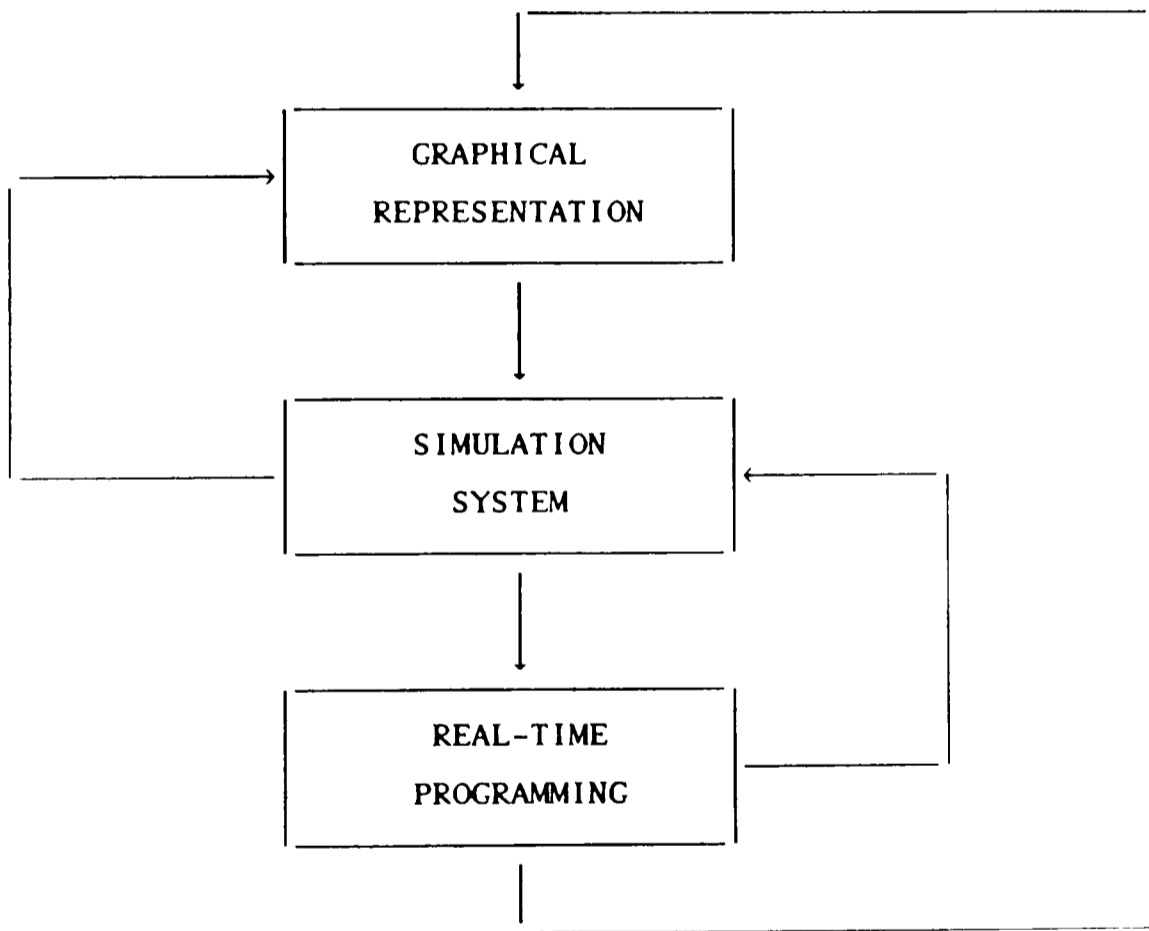 GRAPHICAL
REPRESENTATION
SIMULATION
SYSTEM
REAL-TIME
PROGRAMMING